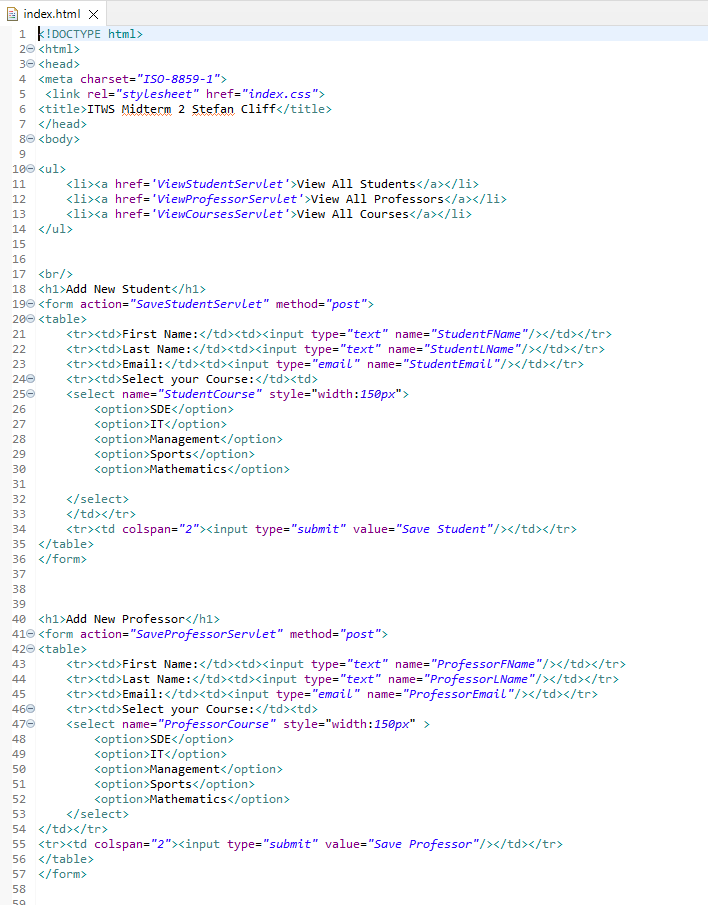 index.html
1 <!DOCTYPE html>
2 <html>
3 <head>
4 <meta charset="ISO-8859-1">
5  <link rel="stylesheet" href="index.css">
6 <title>ITWS Midterm 2 Stefan Cliff</title>
7 </head>
8 <body>
9
10 <ul>
11     <li><a href='ViewStudentServlet'>View All Students</a></li>
12     <li><a href='ViewProfessorServlet'>View All Professors</a></li>
13     <li><a href='ViewCoursesServlet'>View All Courses</a></li>
14 </ul>
15
16
17 <br/>
18 <h1>Add New Student</h1>
19 <form action="SaveStudentServlet" method="post">
20 <table>
21     <tr><td>First Name:</td><td><input type="text" name="StudentFName"/></td></tr>
22     <tr><td>Last Name:</td><td><input type="text" name="StudentLName"/></td></tr>
23     <tr><td>Email:</td><td><input type="email" name="StudentEmail"/></td></tr>
24     <tr><td>Select your Course:</td><td>
25     <select name="StudentCourse" style="width:150px">
26         <option>SDE</option>
27         <option>IT</option>
28         <option>Management</option>
29         <option>Sports</option>
30         <option>Mathematics</option>
31
32     </select>
33     </td></tr>
34     <tr><td colspan="2"><input type="submit" value="Save Student"/></td></tr>
35 </table>
36 </form>
37
38
39
40 <h1>Add New Professor</h1>
41 <form action="SaveProfessorServlet" method="post">
42 <table>
43     <tr><td>First Name:</td><td><input type="text" name="ProfessorFName"/></td></tr>
44     <tr><td>Last Name:</td><td><input type="text" name="ProfessorLName"/></td></tr>
45     <tr><td>Email:</td><td><input type="email" name="ProfessorEmail"/></td></tr>
46     <tr><td>Select your Course:</td><td>
47     <select name="ProfessorCourse" style="width:150px" >
48         <option>SDE</option>
49         <option>IT</option>
50         <option>Management</option>
51         <option>Sports</option>
52         <option>Mathematics</option>
53     </select>
54 </td></tr>
55 <tr><td colspan="2"><input type="submit" value="Save Professor"/></td></tr>
56 </table>
57 </form>
58
59